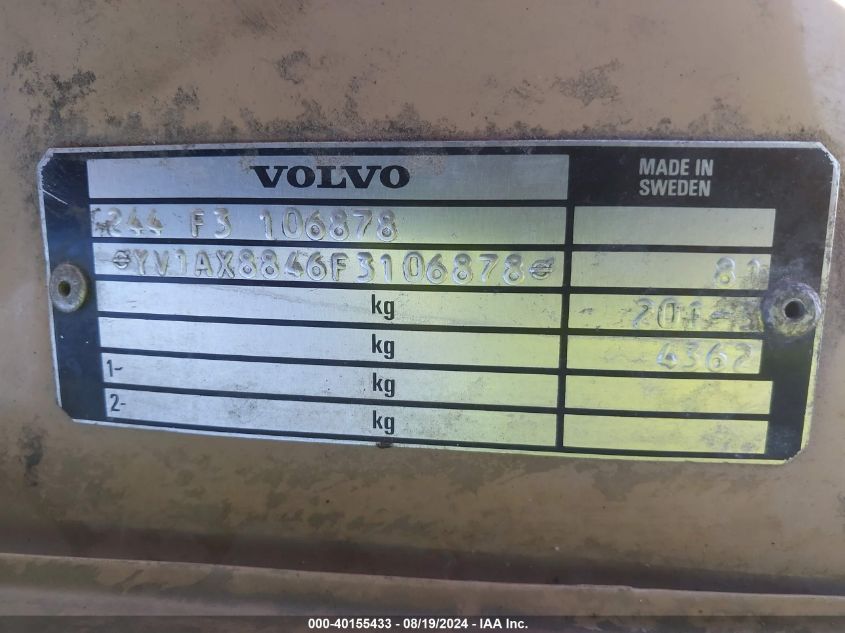 VOLVO
MADE IN
SWEDEN
244 F3 106878
YV1AX8846F3106878
81
kg
201-
kg
4362
1- kg
2- kg
000-40155433 - 08/19/2024 - IAA Inc.